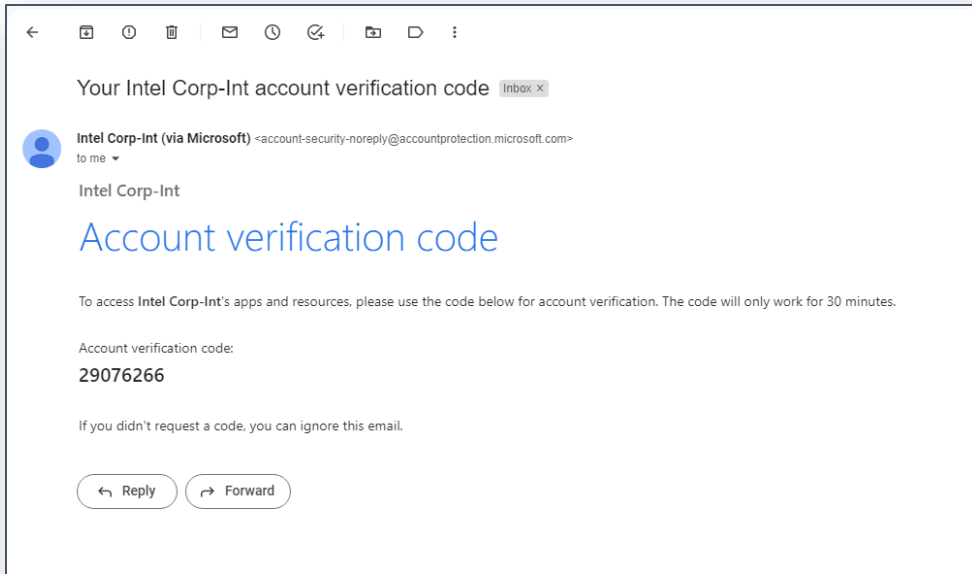 Your Intel Corp-Int account verification code Inbox ×
Intel Corp-Int (via Microsoft) <account-security-noreply@accountprotection.microsoft.com>
to me
Intel Corp-Int
Account verification code
To access Intel Corp-Int's apps and resources, please use the code below for account verification. The code will only work for 30 minutes.
Account verification code:
29076266
If you didn't request a code, you can ignore this email.
Reply Forward